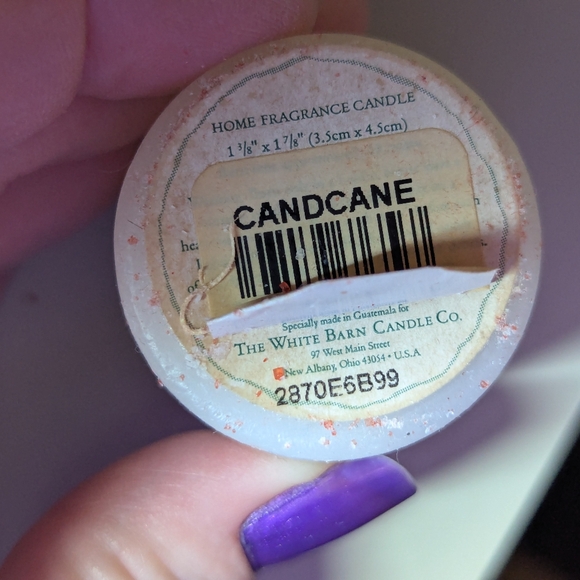 HOME FRAGRANCE CANDLE
1 3/8" x 1 7/8" (3.5cm x 4.5cm)
CANDCANE
Specially made in Guatemala for
THE WHITE BARN CANDLE CO.
97 West Main Street
New Albany, Ohio 43054 • U.S.A
2870E6B99